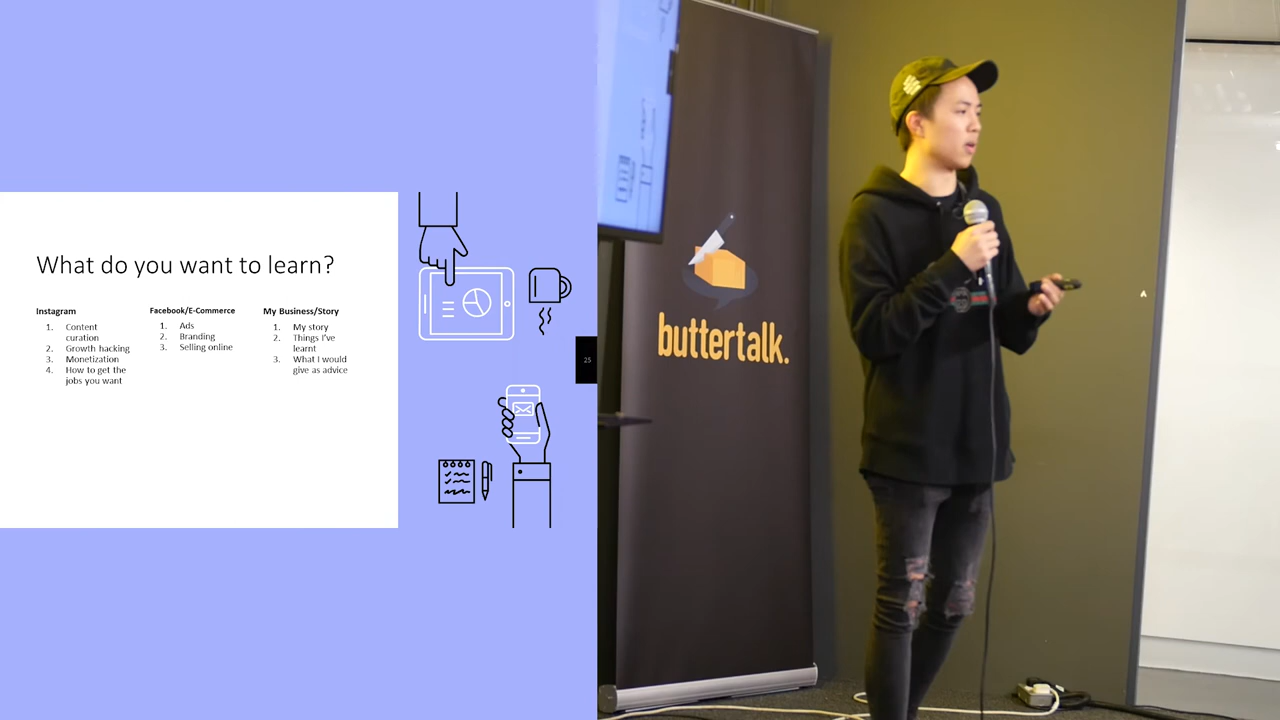 What do you want to learn?
Instagram
1. Content
curation
2. Growth hacking
3. Monetization
4. How to get the
jobs you want
Facebook/E-Commerce
1. Ads
2. Branding
3. Selling online
My Business/Story
1. My story
2. Things I've
learnt
3. What I would
give as advice
25
buttertalk.